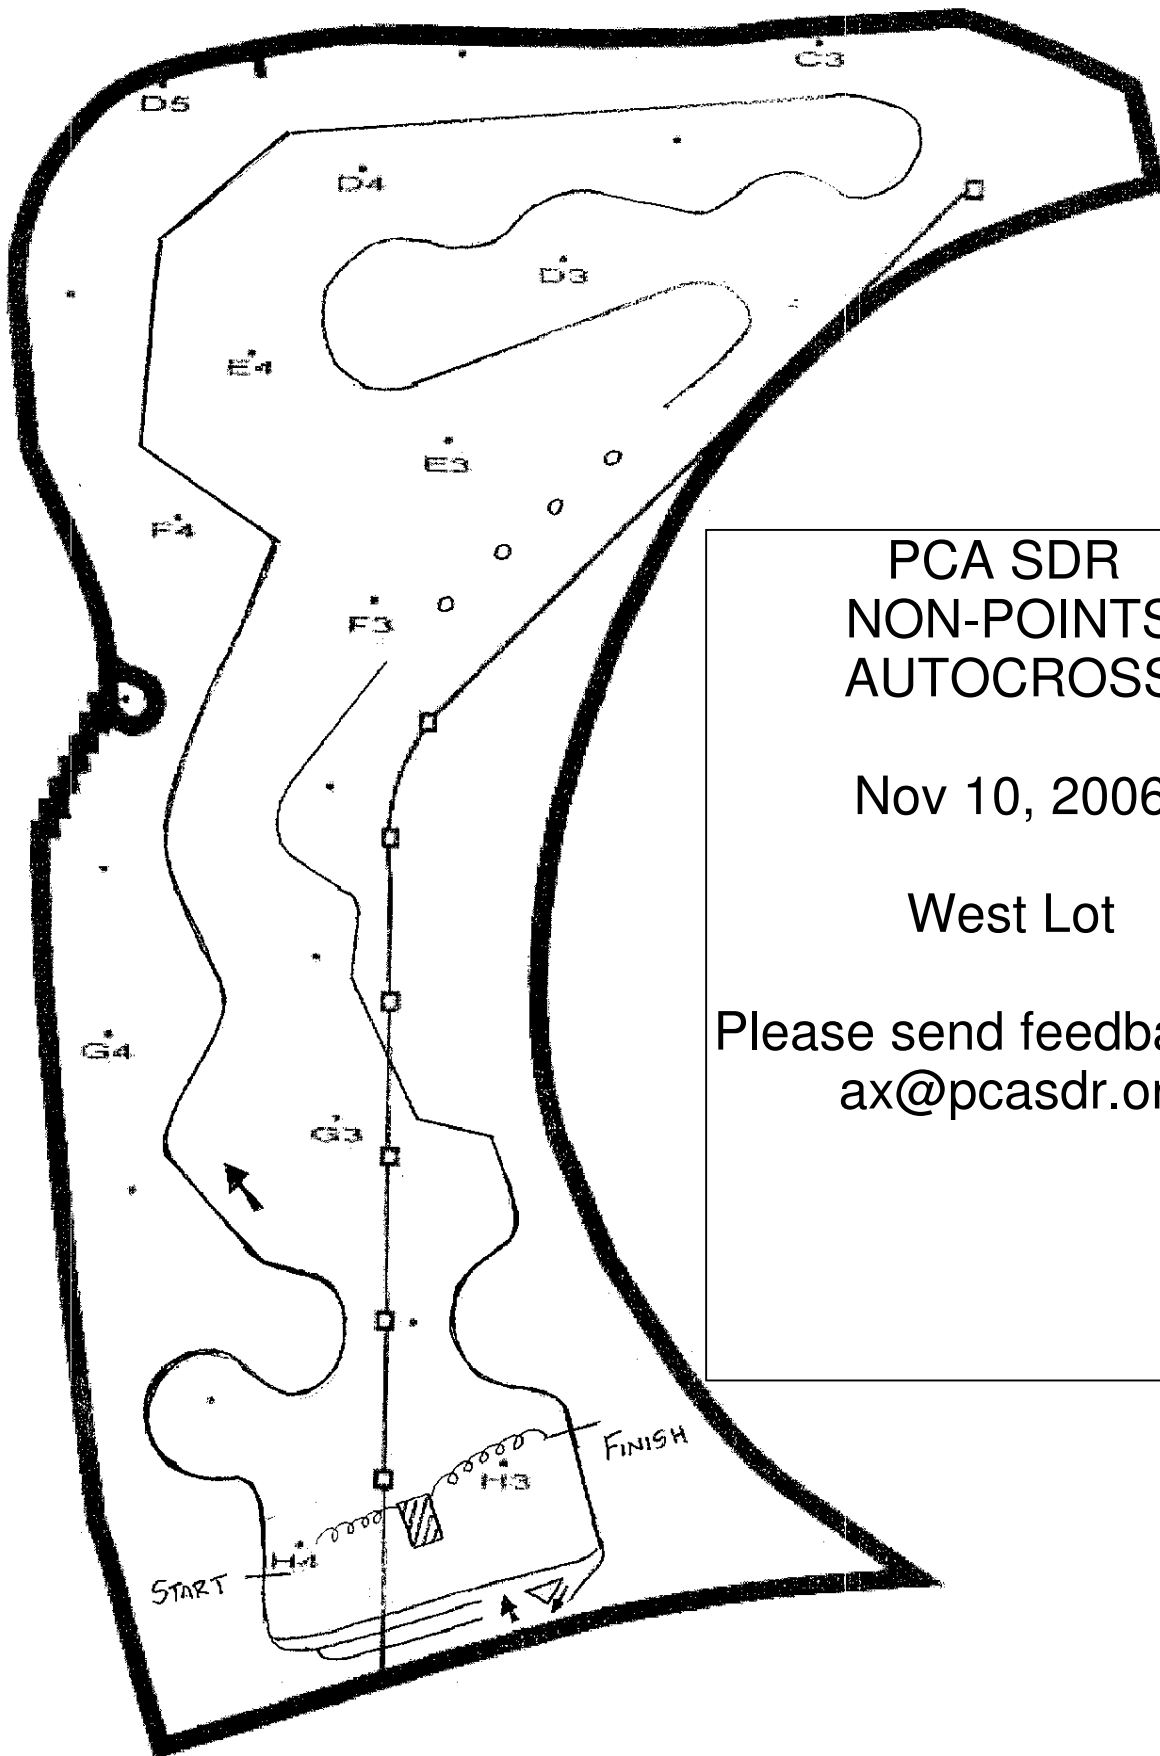 C3
D5
D4
D3
E4
E3
F4
F3
PCA SDR
NON-POINTS
AUTOCROSS
Nov 10, 2006
West Lot
Please send feedba
ax@pcasdr.or
G4
G3
FINISH
H3
H4
START